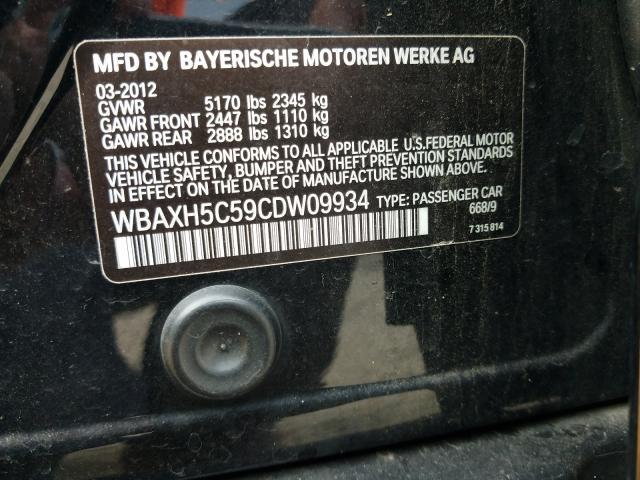 MFD BY BAYERISCHE MOTOREN WERKE AG
03-2012
GVWR 5170 lbs 2345 kg
GAWR FRONT 2447 lbs 1110 kg
GAWR REAR 2888 lbs 1310 kg
THIS VEHICLE CONFORMS TO ALL APPLICABLE U.S.FEDERAL MOTOR
VEHICLE SAFETY, BUMPER AND THEFT PREVENTION STANDARDS
IN EFFECT ON THE DATE OF MANUFACTURE SHOWN ABOVE.
WBAXH5C59CDW09934 TYPE: PASSENGER CAR
668/9
7 315 814